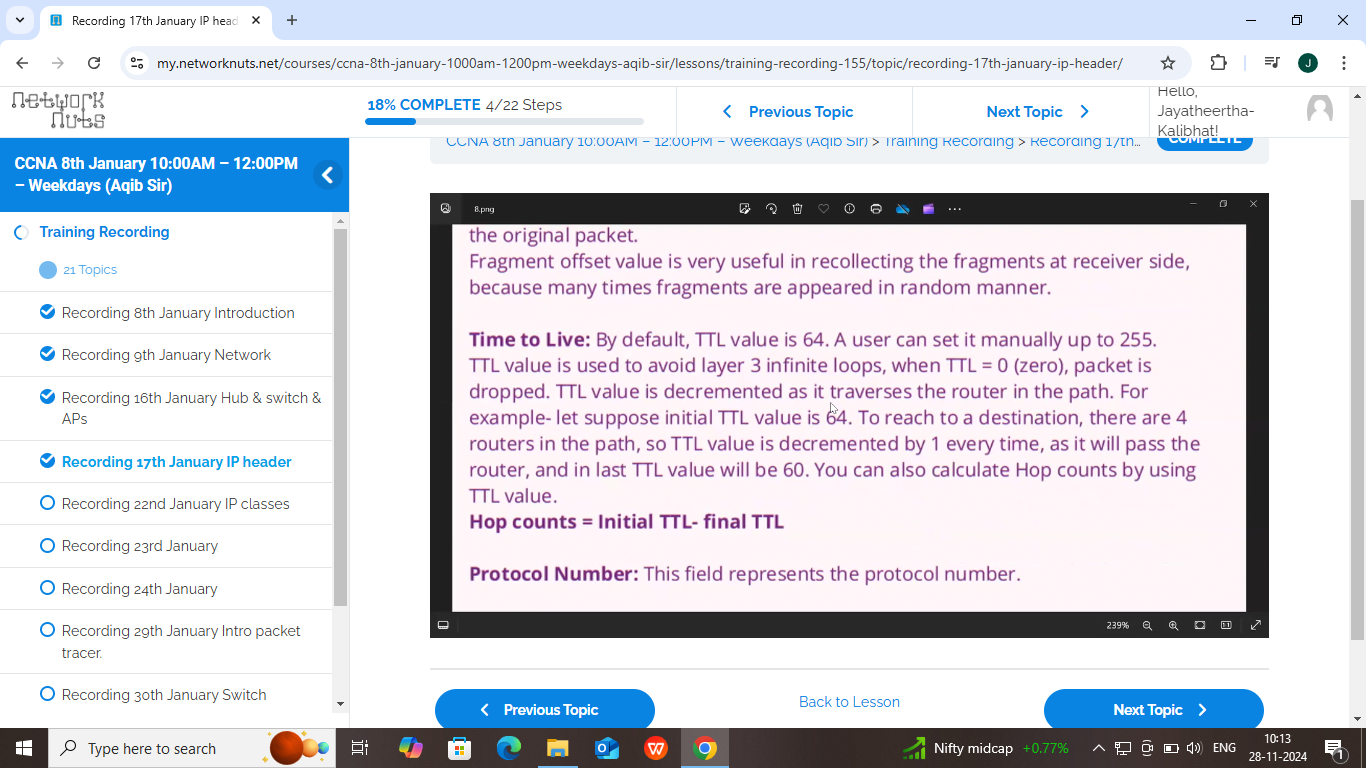 Recording 17th January IP head
my.networknuts.net/courses/ccna-8th-january-1000am-1200pm-weekdays-aqib-sir/lessons/training-recording-155/topic/recording-17th-january-ip-header/
J
network
nuts
18% COMPLETE 4/22 Steps
Previous Topic
Next Topic
Hello,
Jayatheertha-
Kalibhat!
CCNA 8th January 10:00AM – 12:00PM
– Weekdays (Aqib Sir)
Training Recording
21 Topics
Recording 8th January Introduction
Recording 9th January Network
Recording 16th January Hub & switch &
APs
Recording 17th January IP header
Recording 22nd January IP classes
Recording 23rd January
Recording 24th January
Recording 29th January Intro packet
tracer.
Recording 30th January Switch
CCNA 8th January 10:00AM – 12:00PM – Weekdays (Aqib Sir) > Training Recording > Recording 17th...
COMPLETE
8.png
the original packet.
Fragment offset value is very useful in recollecting the fragments at receiver side,
because many times fragments are appeared in random manner.
Time to Live: By default, TTL value is 64. A user can set it manually up to 255.
TTL value is used to avoid layer 3 infinite loops, when TTL = 0 (zero), packet is
dropped. TTL value is decremented as it traverses the router in the path. For
example- let suppose initial TTL value is 64. To reach to a destination, there are 4
routers in the path, so TTL value is decremented by 1 every time, as it will pass the
router, and in last TTL value will be 60. You can also calculate Hop counts by using
TTL value.
Hop counts = Initial TTL- final TTL
Protocol Number: This field represents the protocol number.
239%
Previous Topic
Back to Lesson
Next Topic
Type here to search
Nifty midcap +0.77%
ENG
10:13
28-11-2024
1